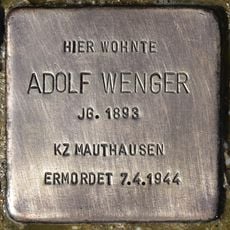 HIER WOHNTE
ADOLF WENGER
JG. 1893
KZ MAUTHAUSEN
ERMORDET 7.4.1944